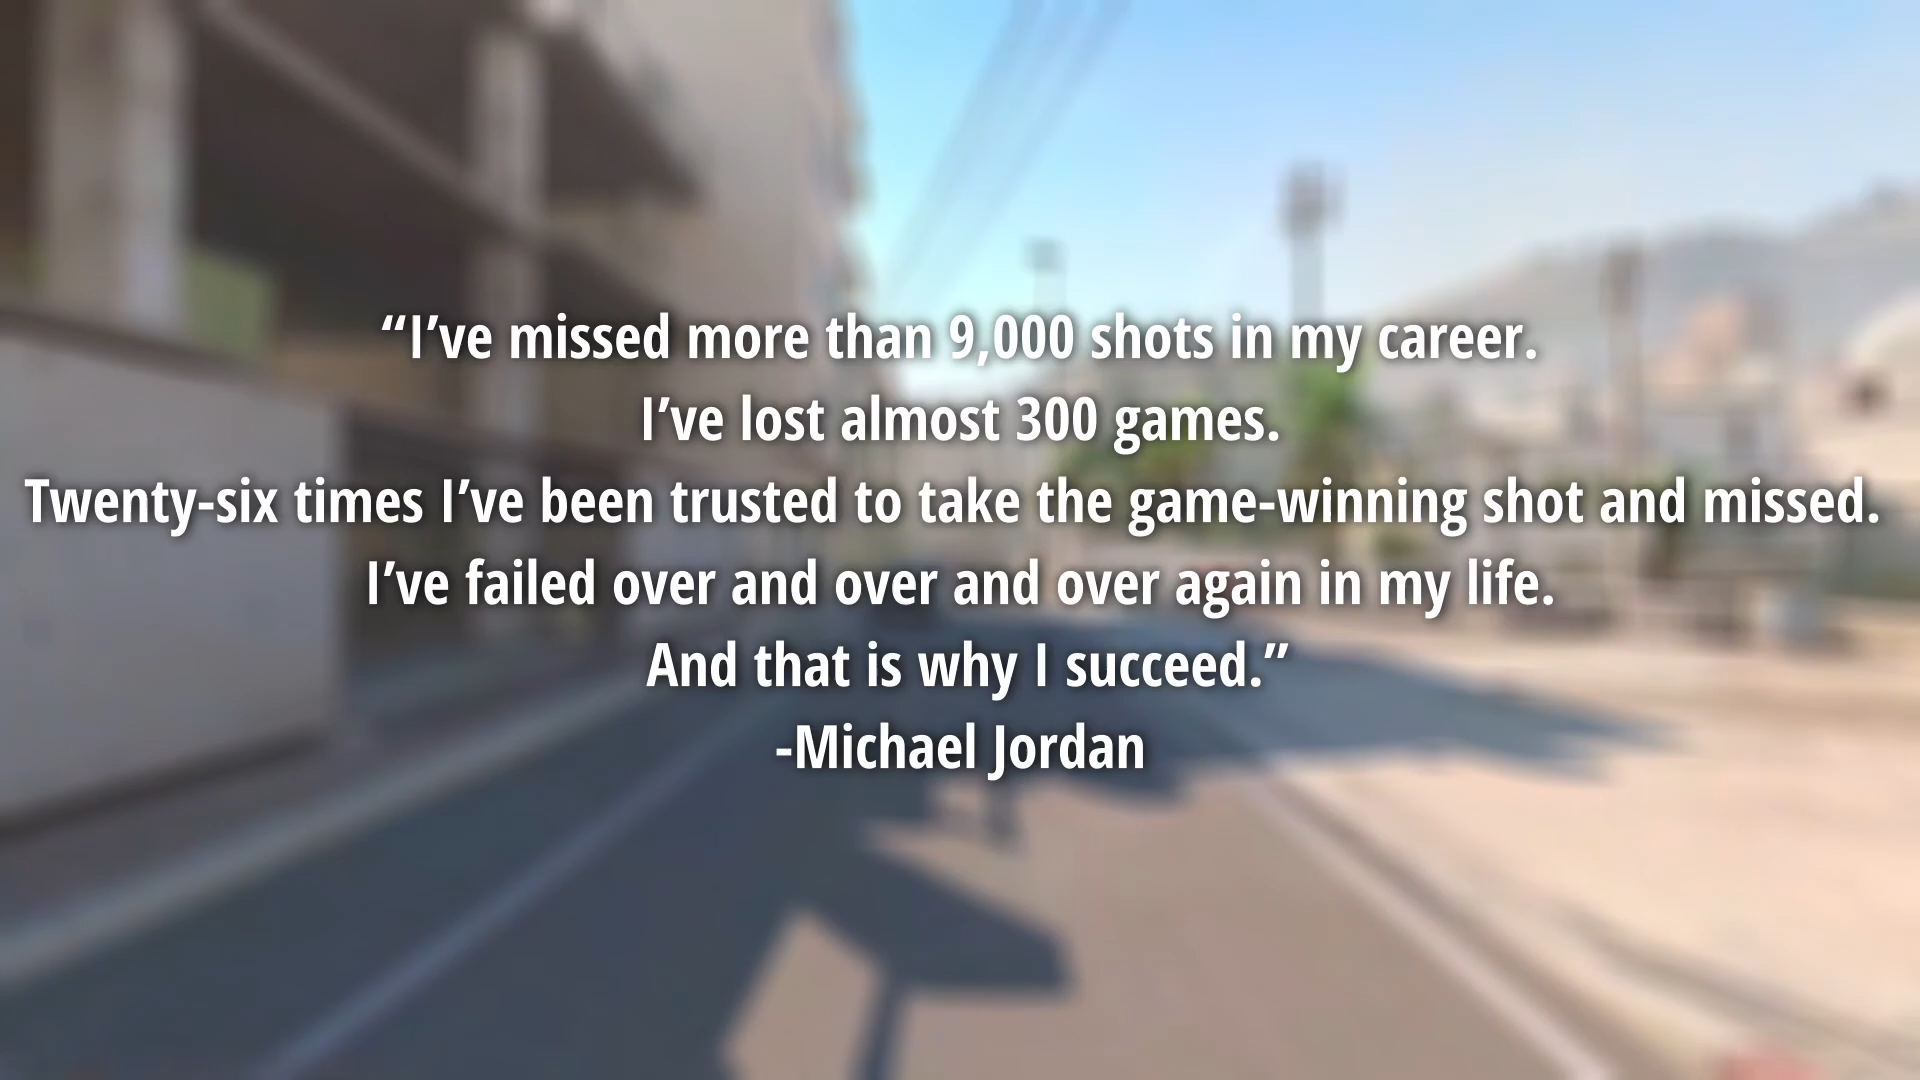 “I’ve missed more than 9,000 shots in my career.
I’ve lost almost 300 games.
Twenty-six times I’ve been trusted to take the game-winning shot and missed.
I’ve failed over and over and over again in my life.
And that is why I succeed.”
-Michael Jordan